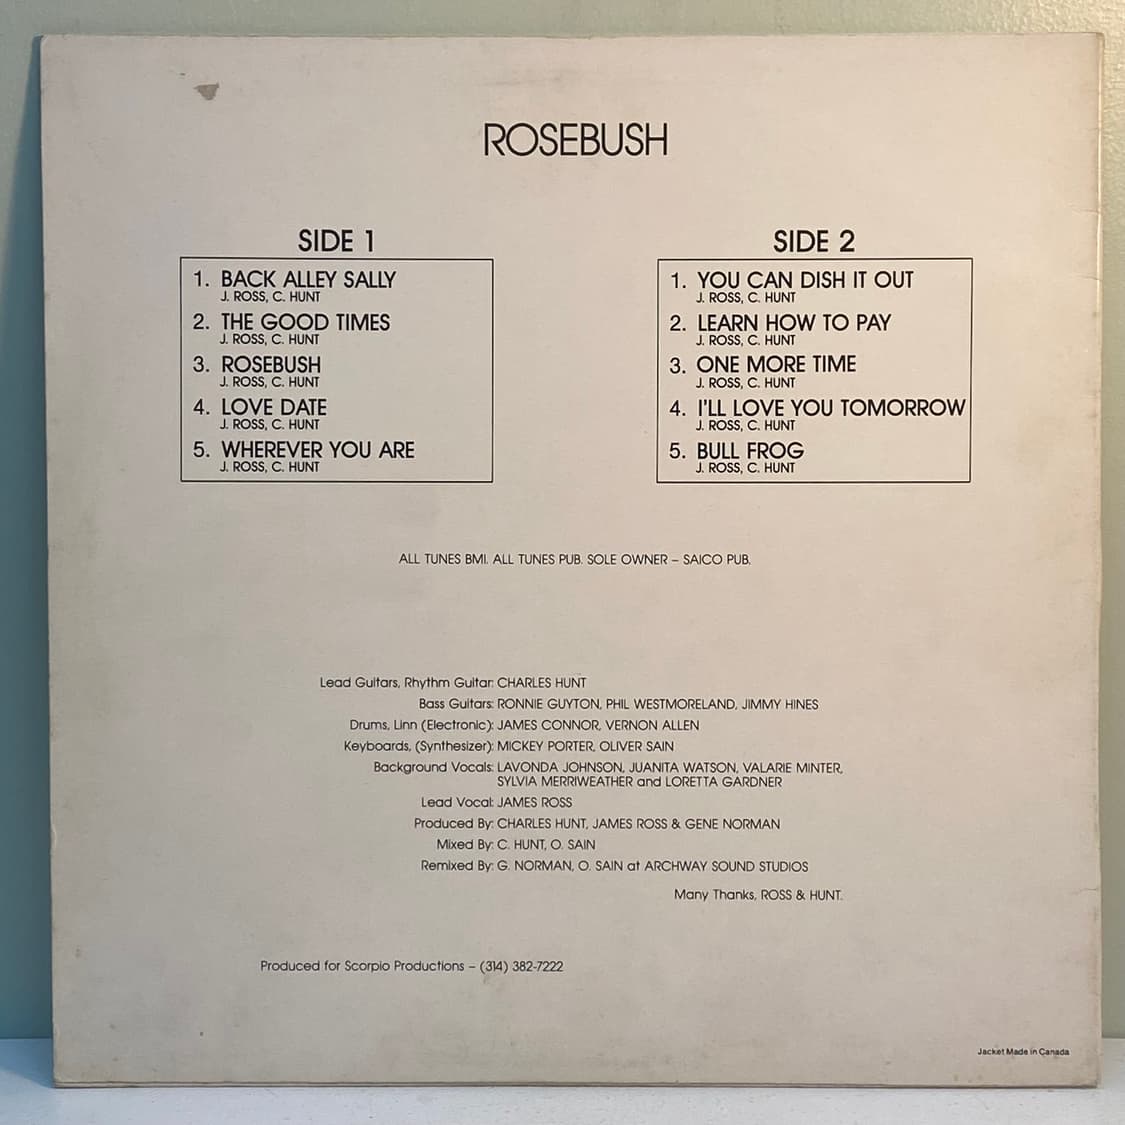 ROSEBUSH
SIDE 1
1. BACK ALLEY SALLY
J. ROSS, C. HUNT
2. THE GOOD TIMES
J. ROSS, C. HUNT
3. ROSEBUSH
J. ROSS, C. HUNT
4. LOVE DATE
J. ROSS, C. HUNT
5. WHEREVER YOU ARE
J. ROSS, C. HUNT
SIDE 2
1. YOU CAN DISH IT OUT
J. ROSS, C. HUNT
2. LEARN HOW TO PAY
J. ROSS, C. HUNT
3. ONE MORE TIME
J. ROSS, C. HUNT
4. I'LL LOVE YOU TOMORROW
J. ROSS, C. HUNT
5. BULL FROG
J. ROSS, C. HUNT
ALL TUNES BMI. ALL TUNES PUB. SOLE OWNER – SAICO PUB.
Lead Guitars, Rhythm Guitar: CHARLES HUNT
Bass Guitars: RONNIE GUYTON, PHIL WESTMORELAND, JIMMY HINES
Drums, Linn (Electronic): JAMES CONNOR, VERNON ALLEN
Keyboards, (Synthesizer): MICKEY PORTER, OLIVER SAIN
Background Vocals: LAVONDA JOHNSON, JUANITA WATSON, VALARIE MINTER,
SYLVIA MERRIWEATHER and LORETTA GARDNER
Lead Vocal: JAMES ROSS
Produced By: CHARLES HUNT, JAMES ROSS & GENE NORMAN
Mixed By: C. HUNT, O. SAIN
Remixed By: G. NORMAN, O. SAIN at ARCHWAY SOUND STUDIOS
Many Thanks, ROSS & HUNT.
Produced for Scorpio Productions – (314) 382-7222
Jacket Made in Canada